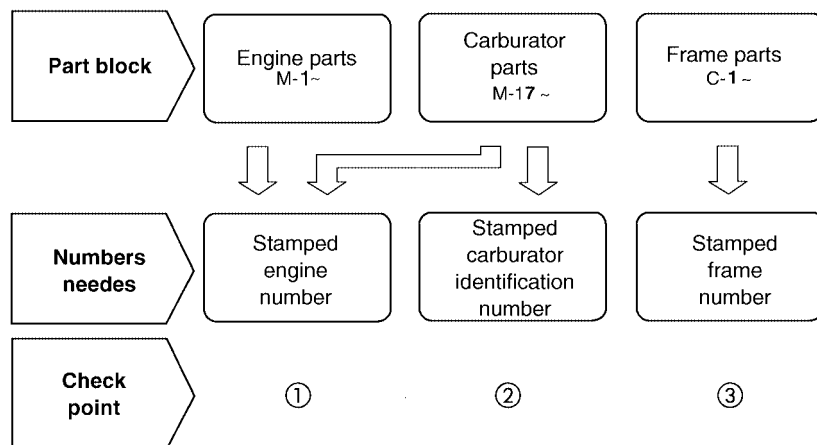 Part block
Engine parts
M-1~
Carburator
parts
M-17 ~
Frame parts
C-1 ~
Numbers
needes
Stamped
engine
number
Stamped
carburator
identification
number
Stamped
frame
number
Check
point
①
②
③